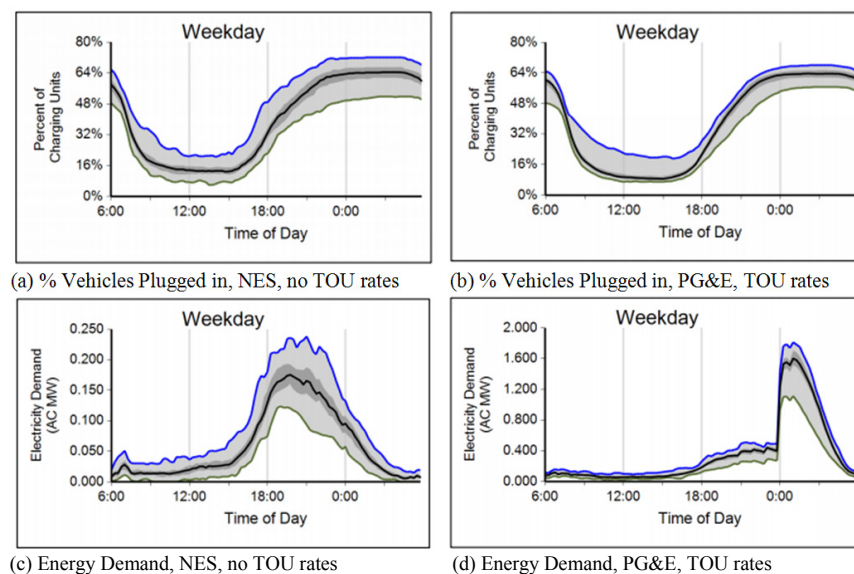 Weekday
80%
64%
48%
32%
16%
0%
Percent of
Charging Units
6:00 12:00 18:00 0:00
Time of Day
(a) % Vehicles Plugged in, NES, no TOU rates
Weekday
80%
64%
48%
32%
16%
0%
Percent of
Charging Units
6:00 12:00 18:00 0:00
Time of Day
(b) % Vehicles Plugged in, PG&E, TOU rates
Weekday
0.250
0.200
0.150
0.100
0.050
0.000
Electricity Demand
(AC MW)
6:00 12:00 18:00 0:00
Time of Day
(c) Energy Demand, NES, no TOU rates
Weekday
2.000
1.600
1.200
0.800
0.400
0.000
Electricity Demand
(AC MW)
6:00 12:00 18:00 0:00
Time of Day
(d) Energy Demand, PG&E, TOU rates